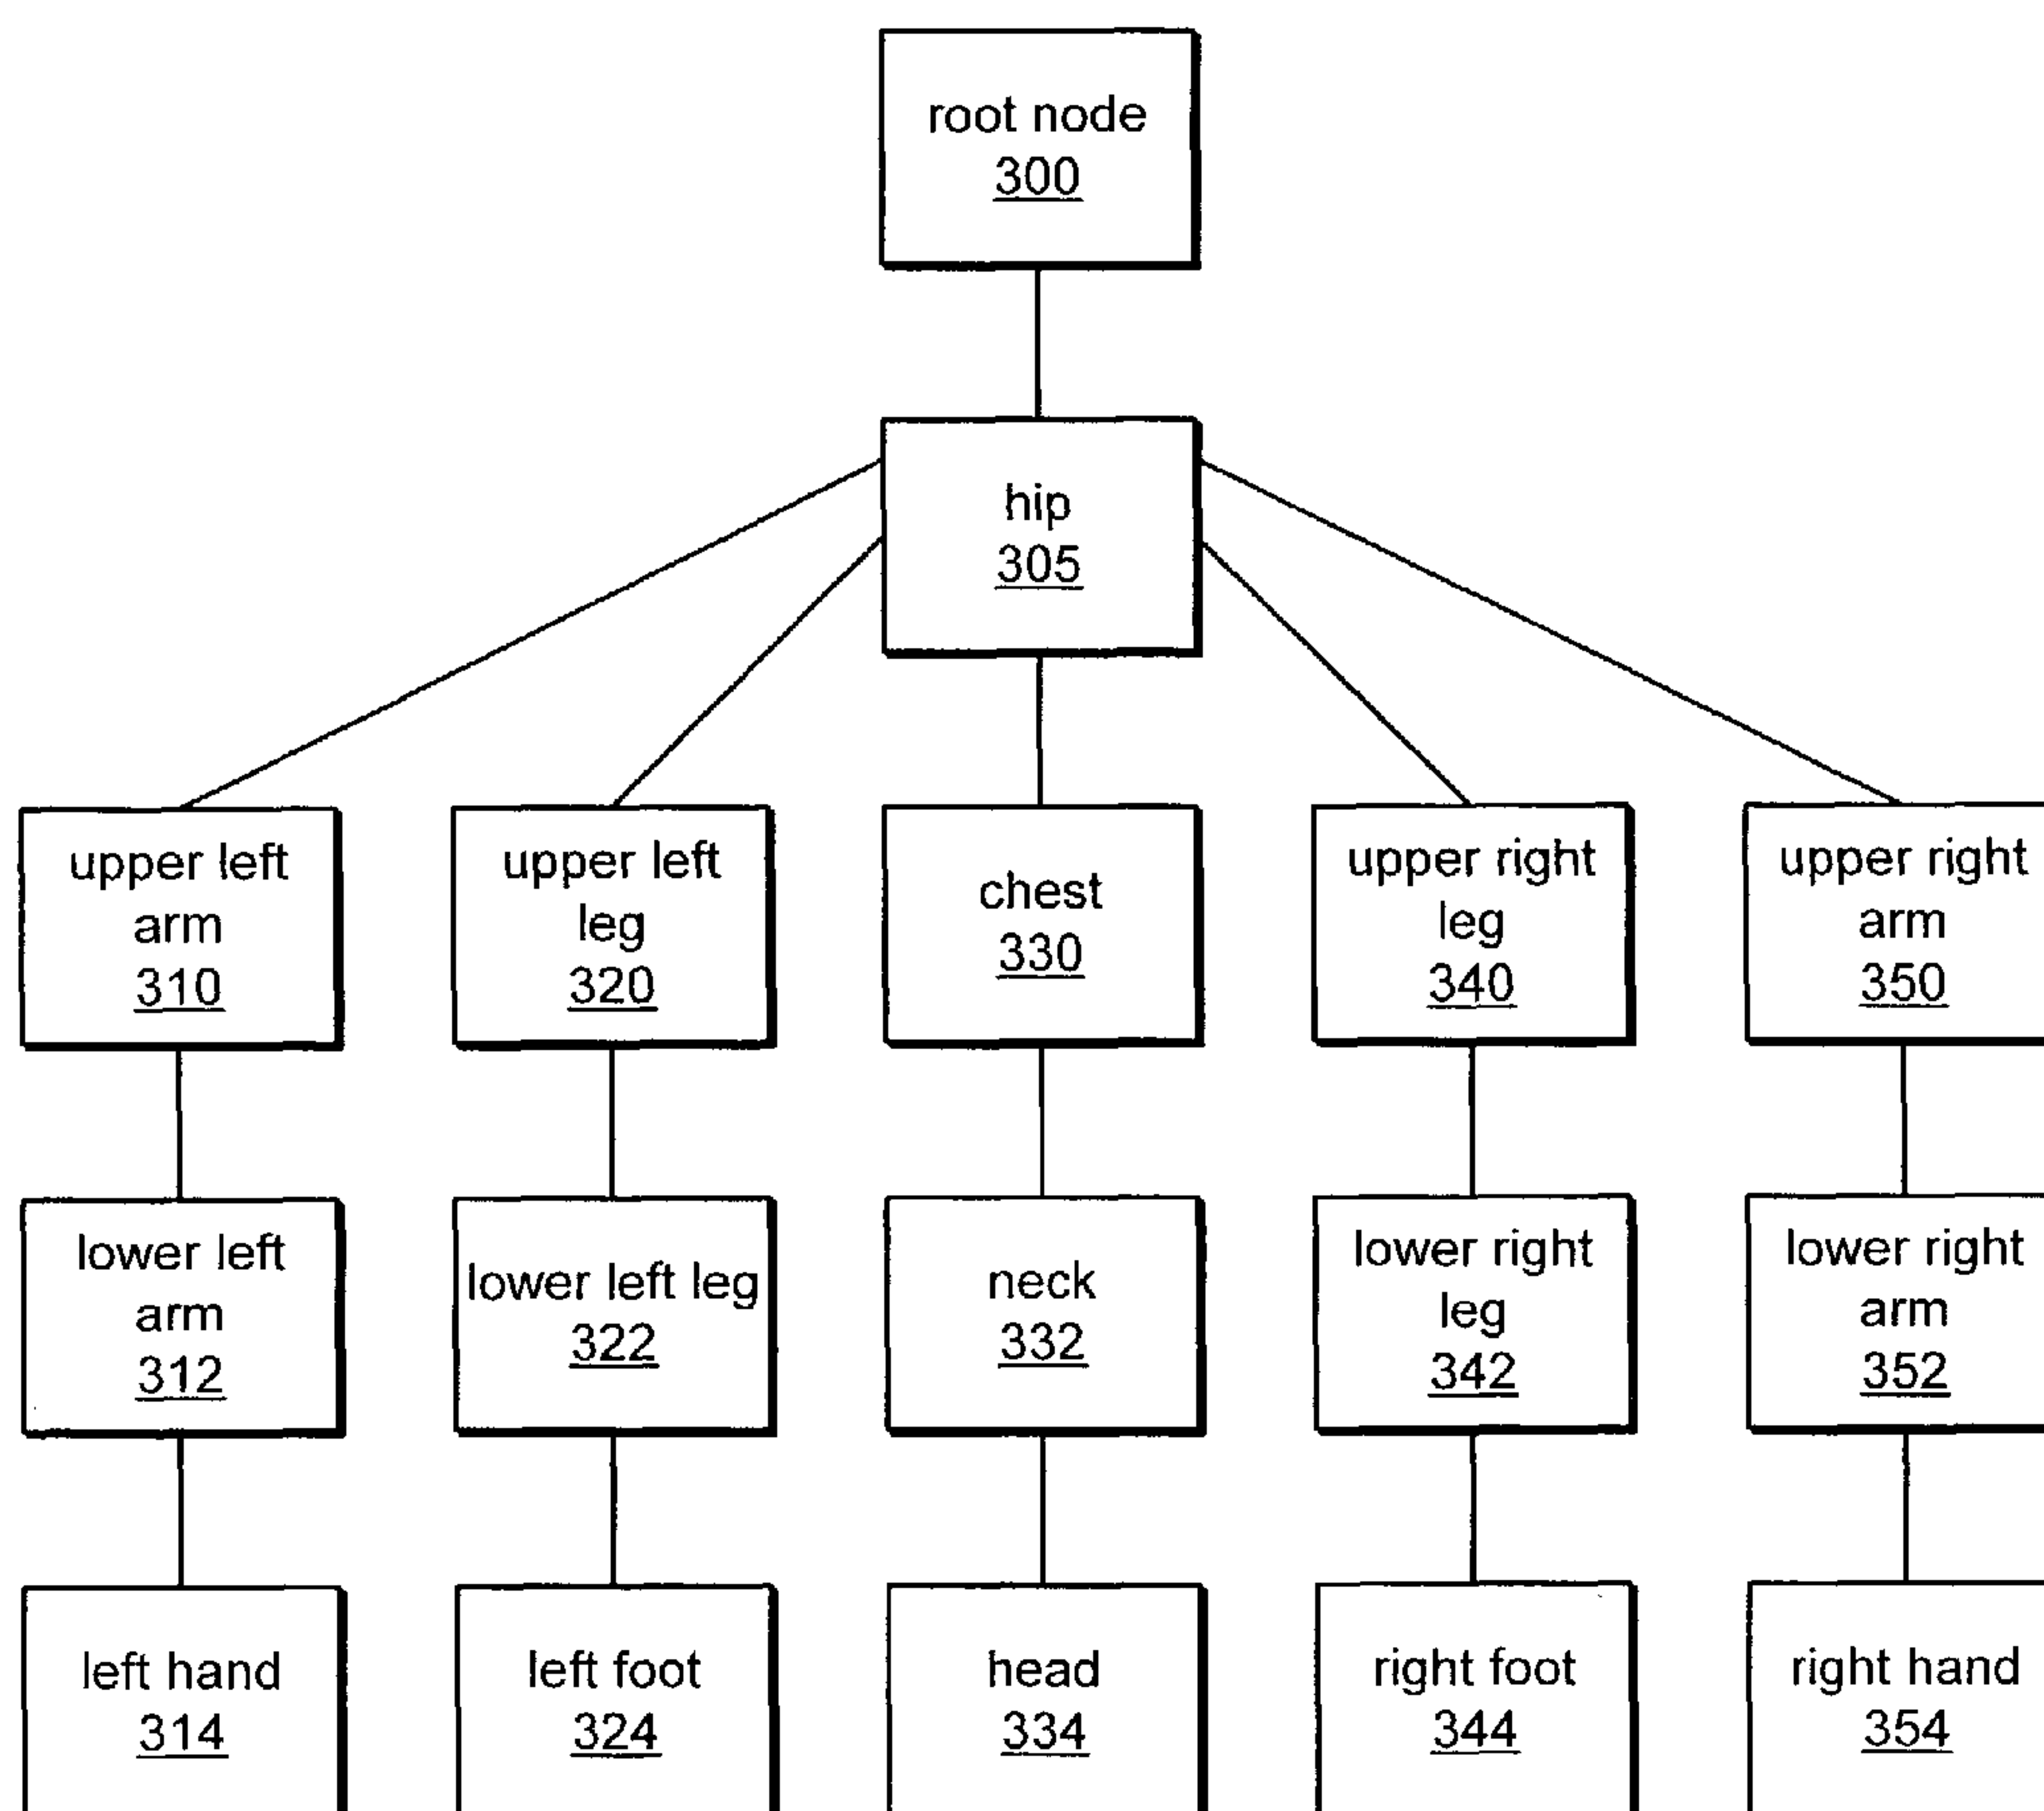 root node
300
hip
305
upper left
arm
310
upper left
leg
320
chest
330
upper right
leg
340
upper right
arm
350
lower left
arm
312
lower left leg
322
neck
332
lower right
leg
342
lower right
arm
352
left hand
314
left foot
324
head
334
right foot
344
right hand
354